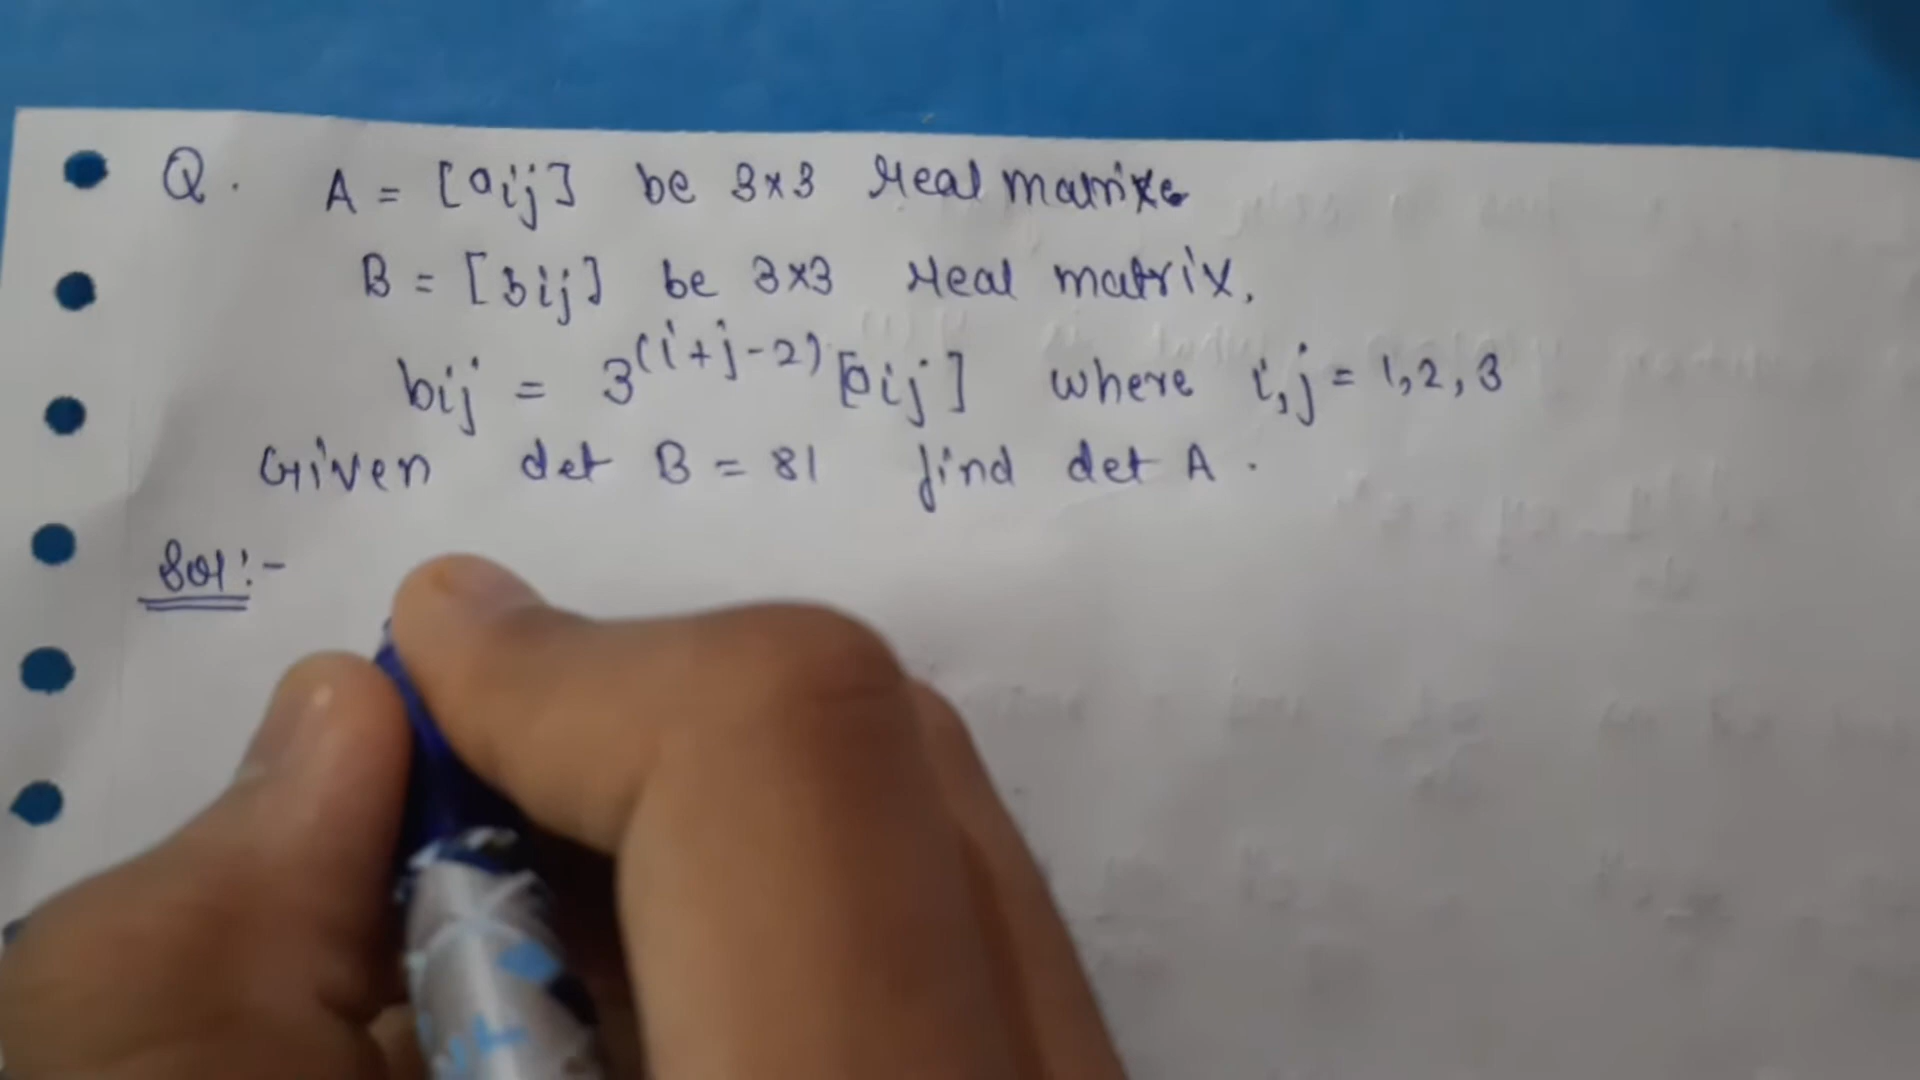 Q. A = [aij] be 3×3 real matrix
B = [bij] be 3×3 real matrix,
bij = 3^(i+j-2) [aij] where i,j = 1,2,3
Given det B = 81 find det A.
Sol:-